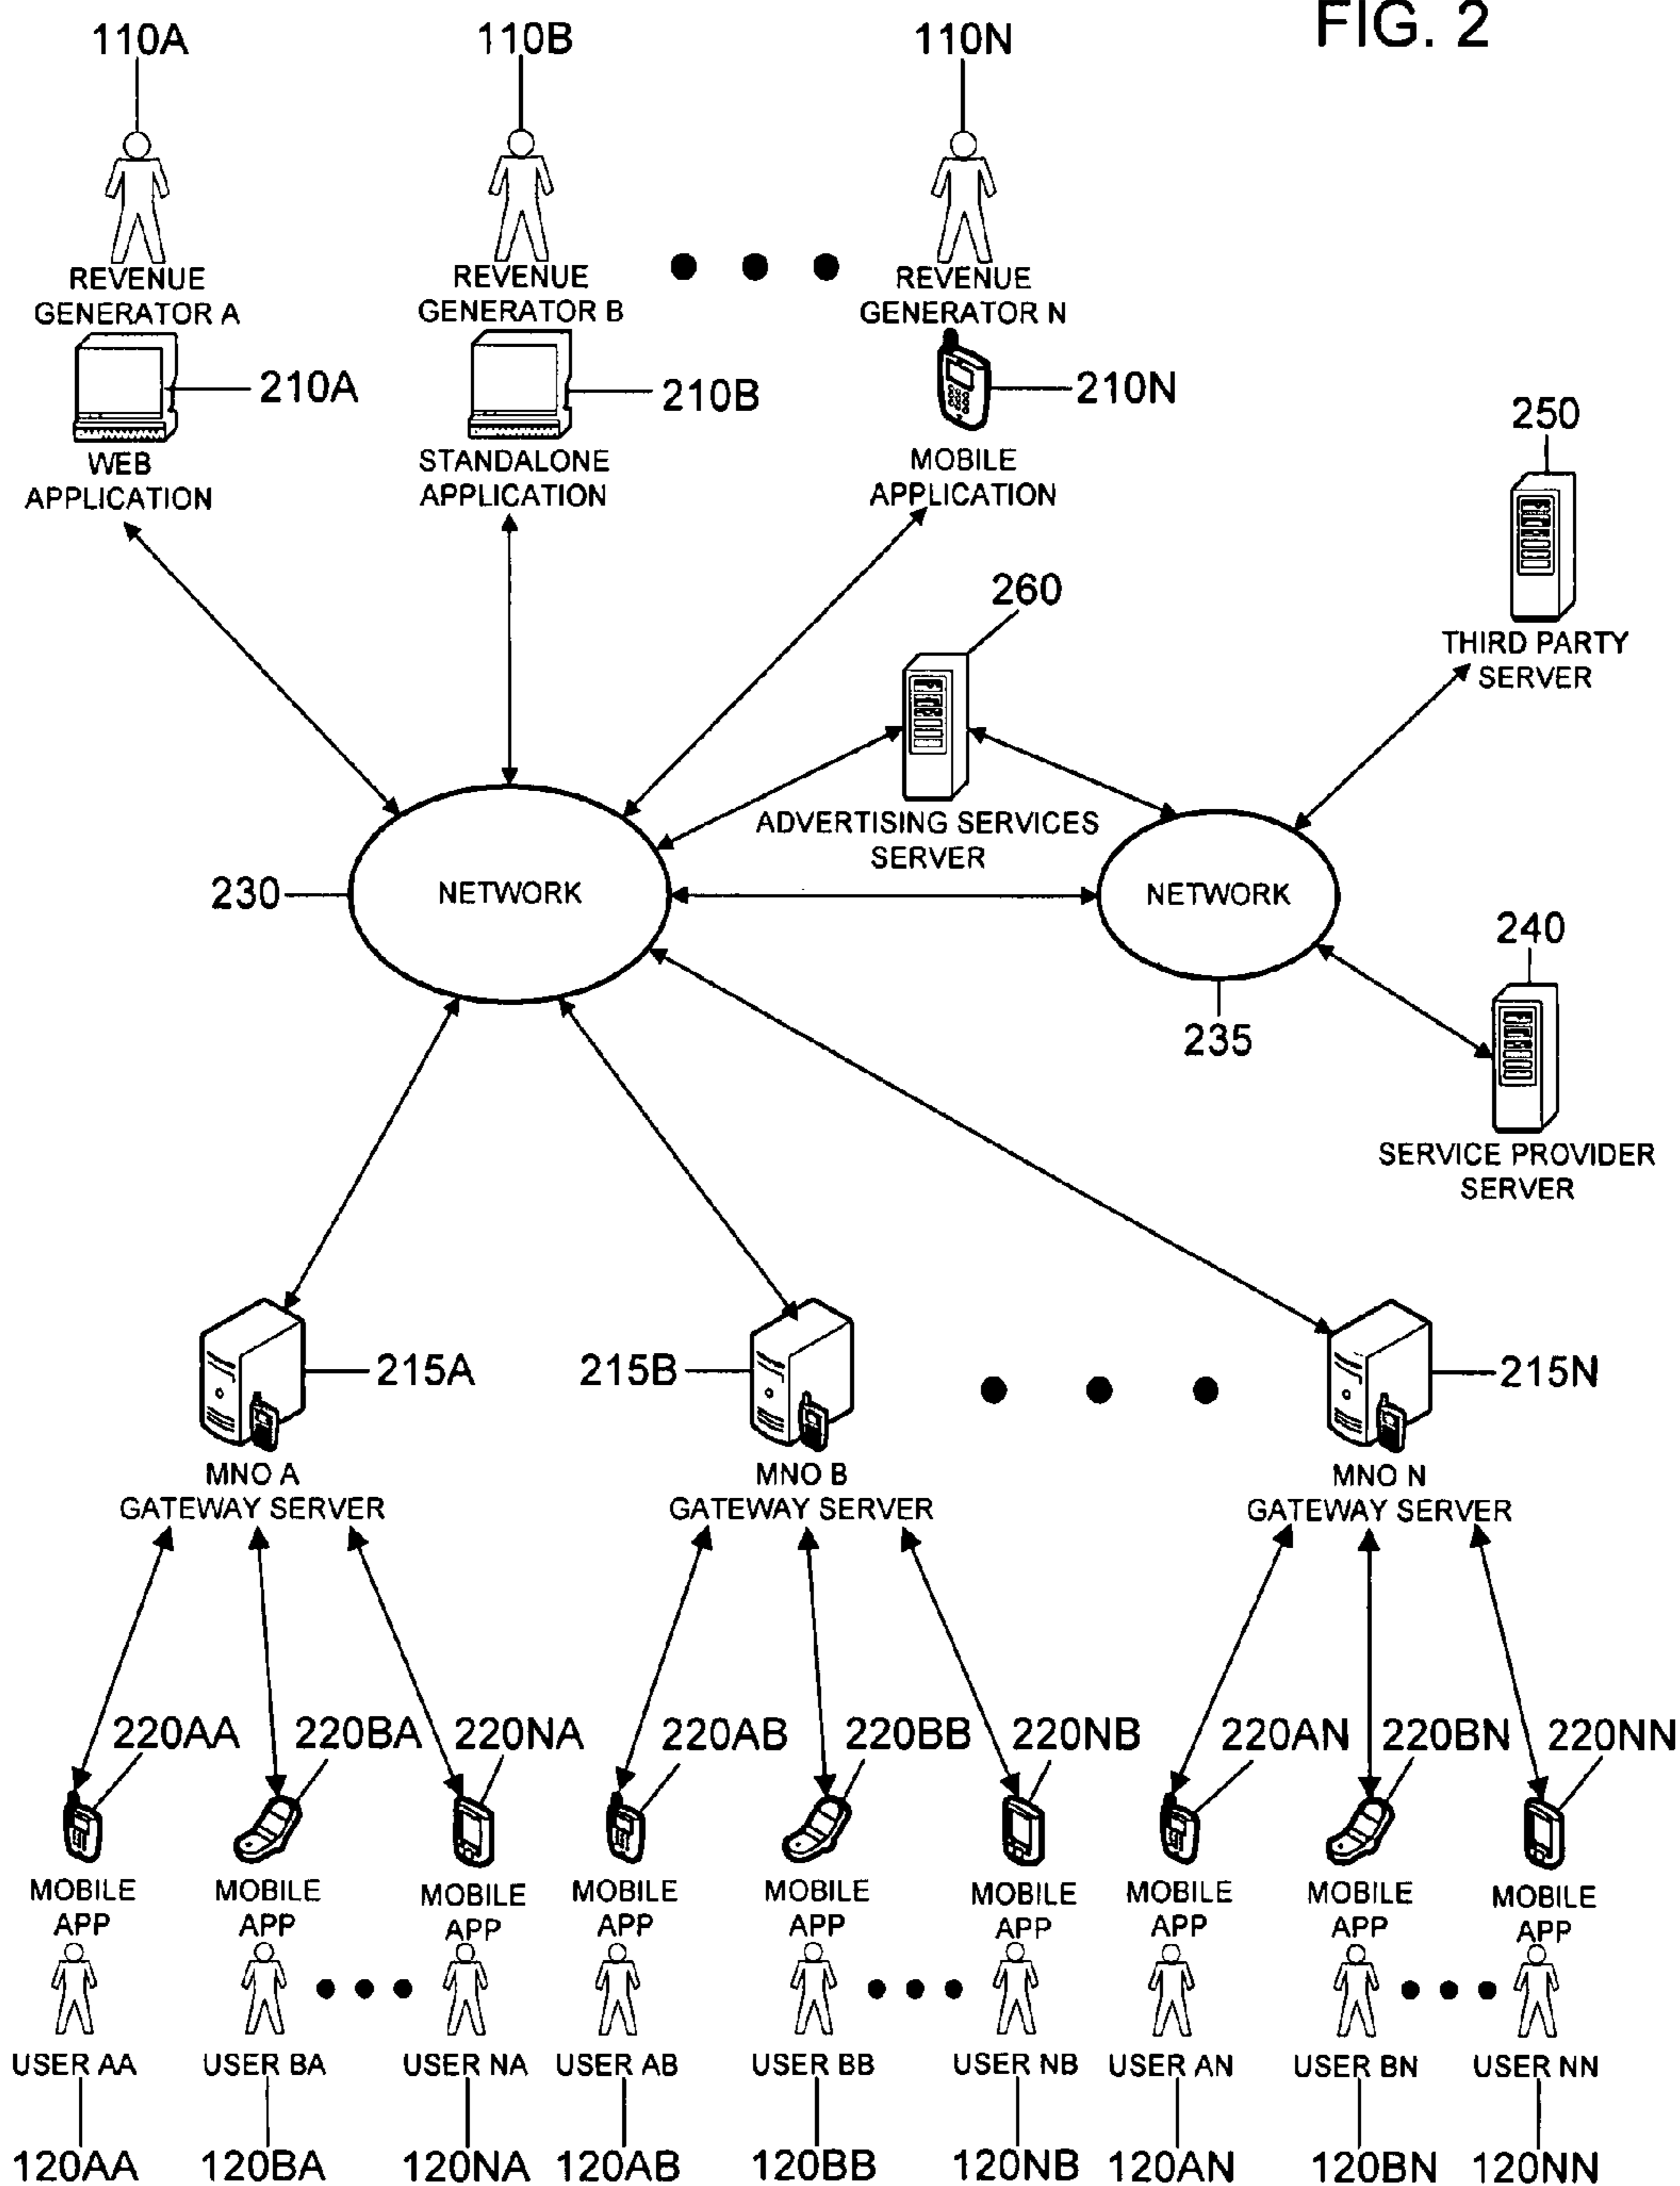 FIG. 2
110A
110B
110N
REVENUE
GENERATOR A
REVENUE
GENERATOR B
REVENUE
GENERATOR N
210A
210B
210N
WEB
APPLICATION
STANDALONE
APPLICATION
MOBILE
APPLICATION
250
THIRD PARTY
SERVER
260
ADVERTISING SERVICES
SERVER
230
NETWORK
NETWORK
235
240
SERVICE PROVIDER
SERVER
215A
215B
215N
MNO A
GATEWAY SERVER
MNO B
GATEWAY SERVER
MNO N
GATEWAY SERVER
220AA
220BA
220NA
220AB
220BB
220NB
220AN
220BN
220NN
MOBILE
APP
MOBILE
APP
MOBILE
APP
MOBILE
APP
MOBILE
APP
MOBILE
APP
MOBILE
APP
MOBILE
APP
MOBILE
APP
USER AA
USER BA
USER NA
USER AB
USER BB
USER NB
USER AN
USER BN
USER NN
120AA
120BA
120NA
120AB
120BB
120NB
120AN
120BN
120NN